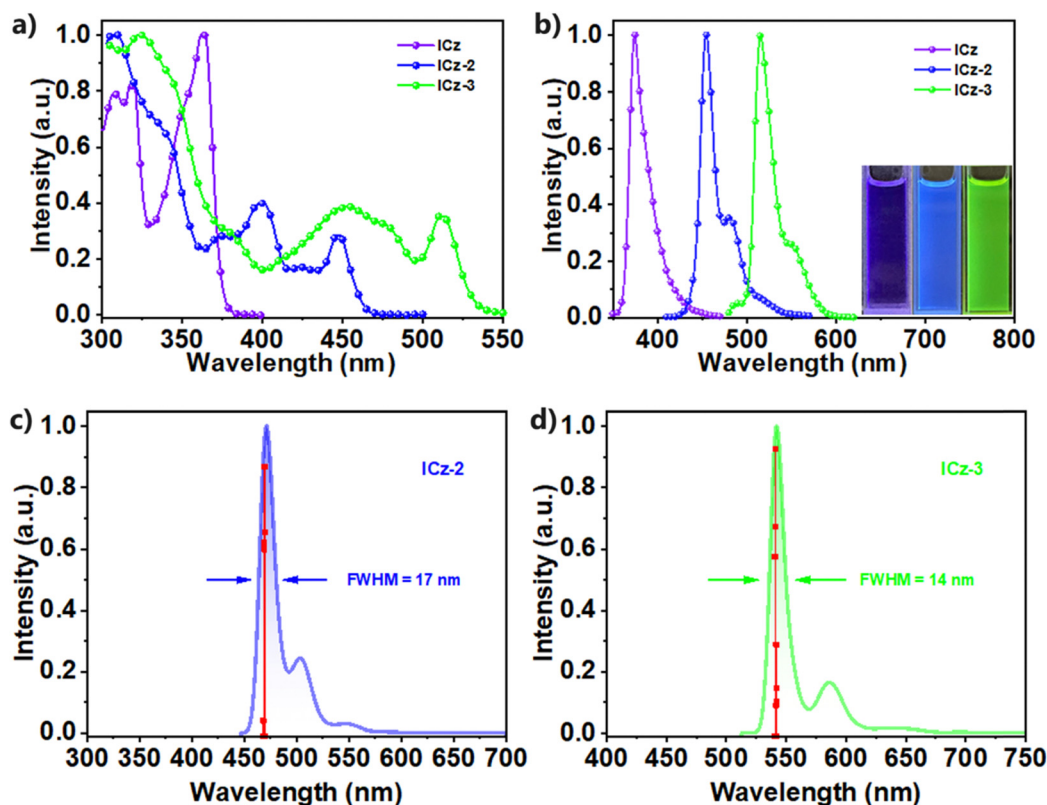 a)
Intensity (a.u.)
1.0
0.8
0.6
0.4
0.2
0.0
ICz
ICz-2
ICz-3
300 350 400 450 500 550
Wavelength (nm)
b)
Intensity (a.u.)
1.0
0.8
0.6
0.4
0.2
0.0
ICz
ICz-2
ICz-3
400 500 600 700 800
Wavelength (nm)
c)
Intensity (a.u.)
1.0
0.8
0.6
0.4
0.2
0.0
ICz-2
FWHM = 17 nm
300 350 400 450 500 550 600 650 700
Wavelength (nm)
d)
Intensity (a.u.)
1.0
0.8
0.6
0.4
0.2
0.0
ICz-3
FWHM = 14 nm
400 450 500 550 600 650 700 750
Wavelength (nm)